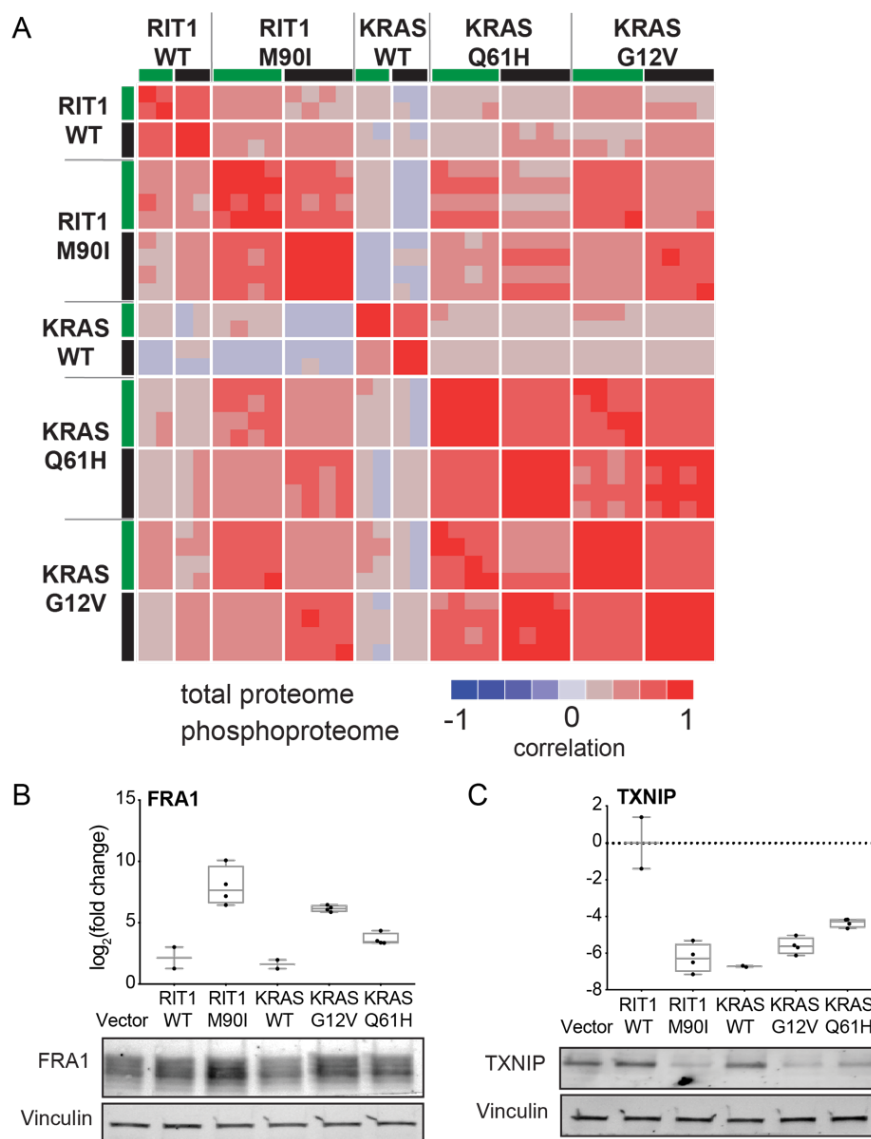 A
RIT1 WT
RIT1 M90I
KRAS WT
KRAS Q61H
KRAS G12V
RIT1 WT
RIT1 M90I
KRAS WT
KRAS Q61H
KRAS G12V
total proteome
phosphoproteome
-1 0 1
correlation
B
FRA1
log2(fold change)
15
10
5
0
Vector
RIT1 WT
RIT1 M90I
KRAS WT
KRAS G12V
KRAS Q61H
FRA1
Vinculin
C
TXNIP
2
0
-2
-4
-6
-8
Vector
RIT1 WT
RIT1 M90I
KRAS WT
KRAS G12V
KRAS Q61H
TXNIP
Vinculin